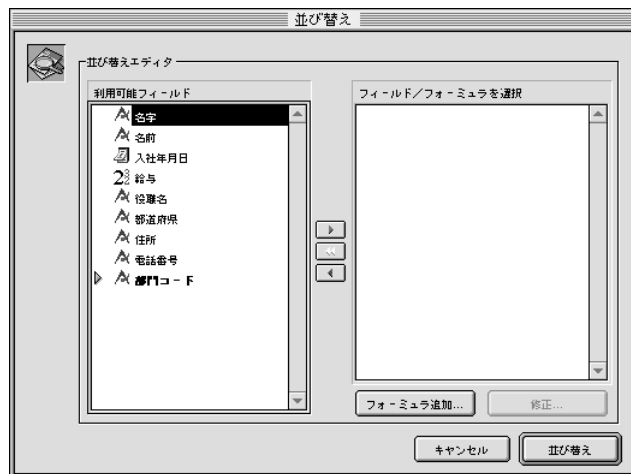 並び替え
並び替えエディタ
利用可能フィールド
名字
名前
入社年月日
給与
役職名
都道府県
住所
電話番号
部門コード
フィールド／フォーミュラを選択
フォーミュラ追加...
修正...
キャンセル
並び替え